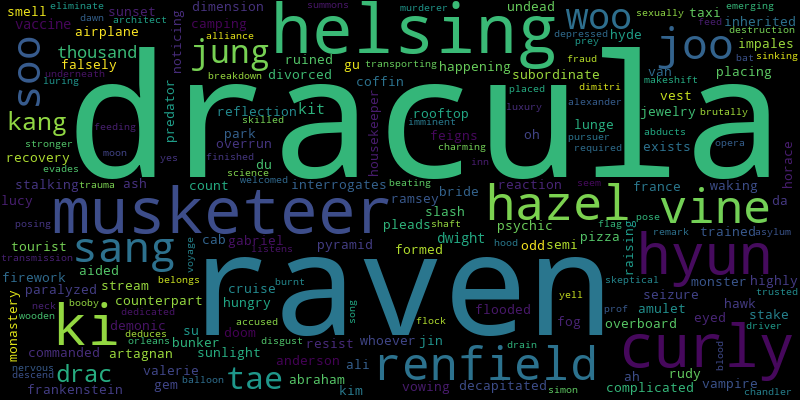 smell eliminate dawn architect sunset dimension summons murderer undead woo sexually taxi emerging
vaccine camping helsing depressed hyde inherited
airplane noticing alliance prey destruction
soo thousand jung ruined transporting fraud joo impales
falsely underneath breakdown gu happening subordinate van placing sinking
luring divorced coffin dimitri makeshift bat
dracula predator reflection kit rooftop placed luxury alexander vest jewelry brutally
kang feeding skilled park housekeeper feigns imminent pursuer lunge abducts opera
stronger moon overrun oh charming required exists feed
recovery yes finished du science inn reaction france waking horace
evades trauma welcomed beating hazel vine
stalking ash count interrogates ramsey bride seem da
lucy posing musketeer slash psychic flag bo pose trained asylum
tourist shaft pleads dwight pizza remark
sang cab gabriel pyramid formed odd semi raising hyun
transmission voyage listens raven hood skeptical
firework aided stream belongs cruise burnt monster highly
paralyzed booby counterpart hungry song yell flooded seizure hawk trusted
monastery neck dedicated demonic accused flock fog amulet eyed stake
wooden ki deduces su doom disgust whoever jin overboard prof driver
commanded orleans artagnan bunker resist drain curly
nervous drac valerie sunlight anderson ali renfield ah blood
descend gem tae abraham vowing decapitated rudy vampire
frankenstein balloon kim simon complicated chandler